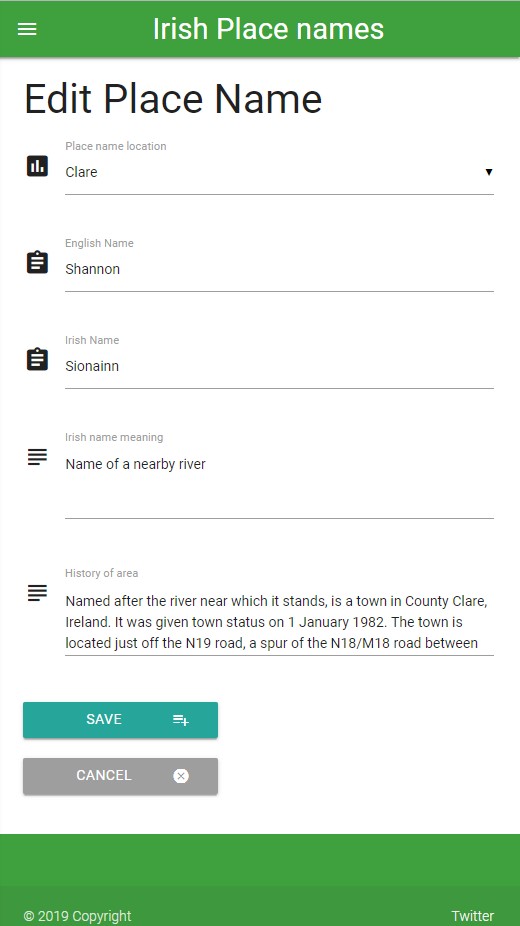 Irish Place names
Edit Place Name
Place name location
Clare
English Name
Shannon
Irish Name
Sionainn
Irish name meaning
Name of a nearby river
History of area
Named after the river near which it stands, is a town in County Clare,
Ireland. It was given town status on 1 January 1982. The town is
located just off the N19 road, a spur of the N18/M18 road between
SAVE
CANCEL
© 2019 Copyright
Twitter